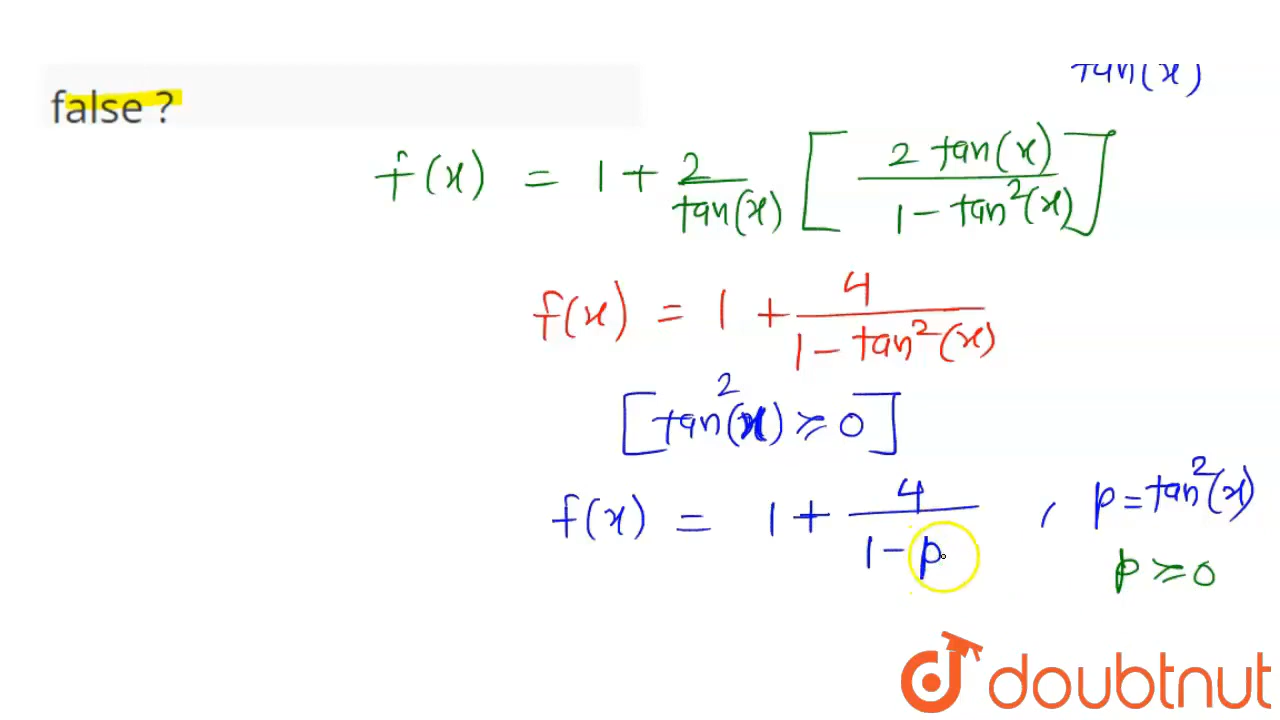 tan(x)
false ?
f(x) = 1 + 2/tan(x) [ 2 tan(x)/1 - tan²(x) ]
f(x) = 1 + 4/1 - tan²(x)
[ tan²(x) ⩾ 0 ]
f(x) = 1 + 4/1 - p , p = tan²(x)
p ⩾ 0
doubtnut